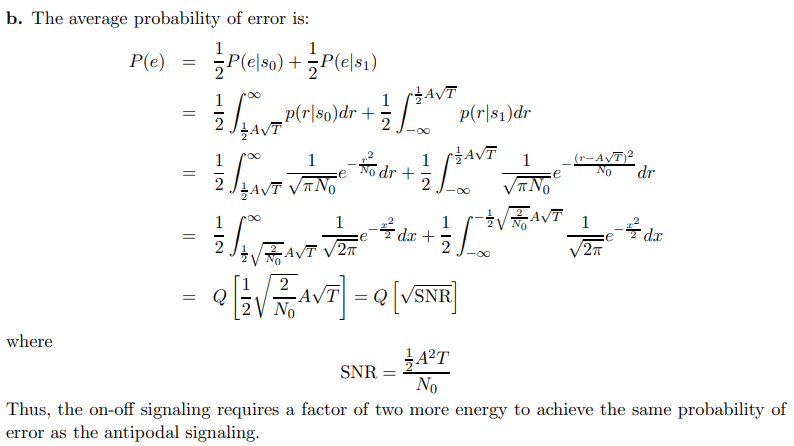 b. The average probability of error is:
P(e) = \frac{1}{2}P(e|s_0) + \frac{1}{2}P(e|s_1)
= \frac{1}{2}\int_{\frac{1}{2}A\sqrt{T}}^{\infty} p(r|s_0)dr + \frac{1}{2}\int_{-\infty}^{\frac{1}{2}A\sqrt{T}} p(r|s_1)dr
= \frac{1}{2}\int_{\frac{1}{2}A\sqrt{T}}^{\infty} \frac{1}{\sqrt{\pi N_0}}e^{-\frac{r^2}{N_0}}dr + \frac{1}{2}\int_{-\infty}^{\frac{1}{2}A\sqrt{T}} \frac{1}{\sqrt{\pi N_0}}e^{-\frac{(r-A\sqrt{T})^2}{N_0}}dr
= \frac{1}{2}\int_{\frac{1}{2}\sqrt{\frac{2}{N_0}}A\sqrt{T}}^{\infty} \frac{1}{\sqrt{2\pi}}e^{-\frac{x^2}{2}}dx + \frac{1}{2}\int_{-\infty}^{-\frac{1}{2}\sqrt{\frac{2}{N_0}}A\sqrt{T}} \frac{1}{\sqrt{2\pi}}e^{-\frac{x^2}{2}}dx
= Q\left[\frac{1}{2}\sqrt{\frac{2}{N_0}}A\sqrt{T}\right] = Q\left[\sqrt{SNR}\right]
where
SNR = \frac{\frac{1}{2}A^2T}{N_0}
Thus, the on-off signaling requires a factor of two more energy to achieve the same probability of
error as the antipodal signaling.